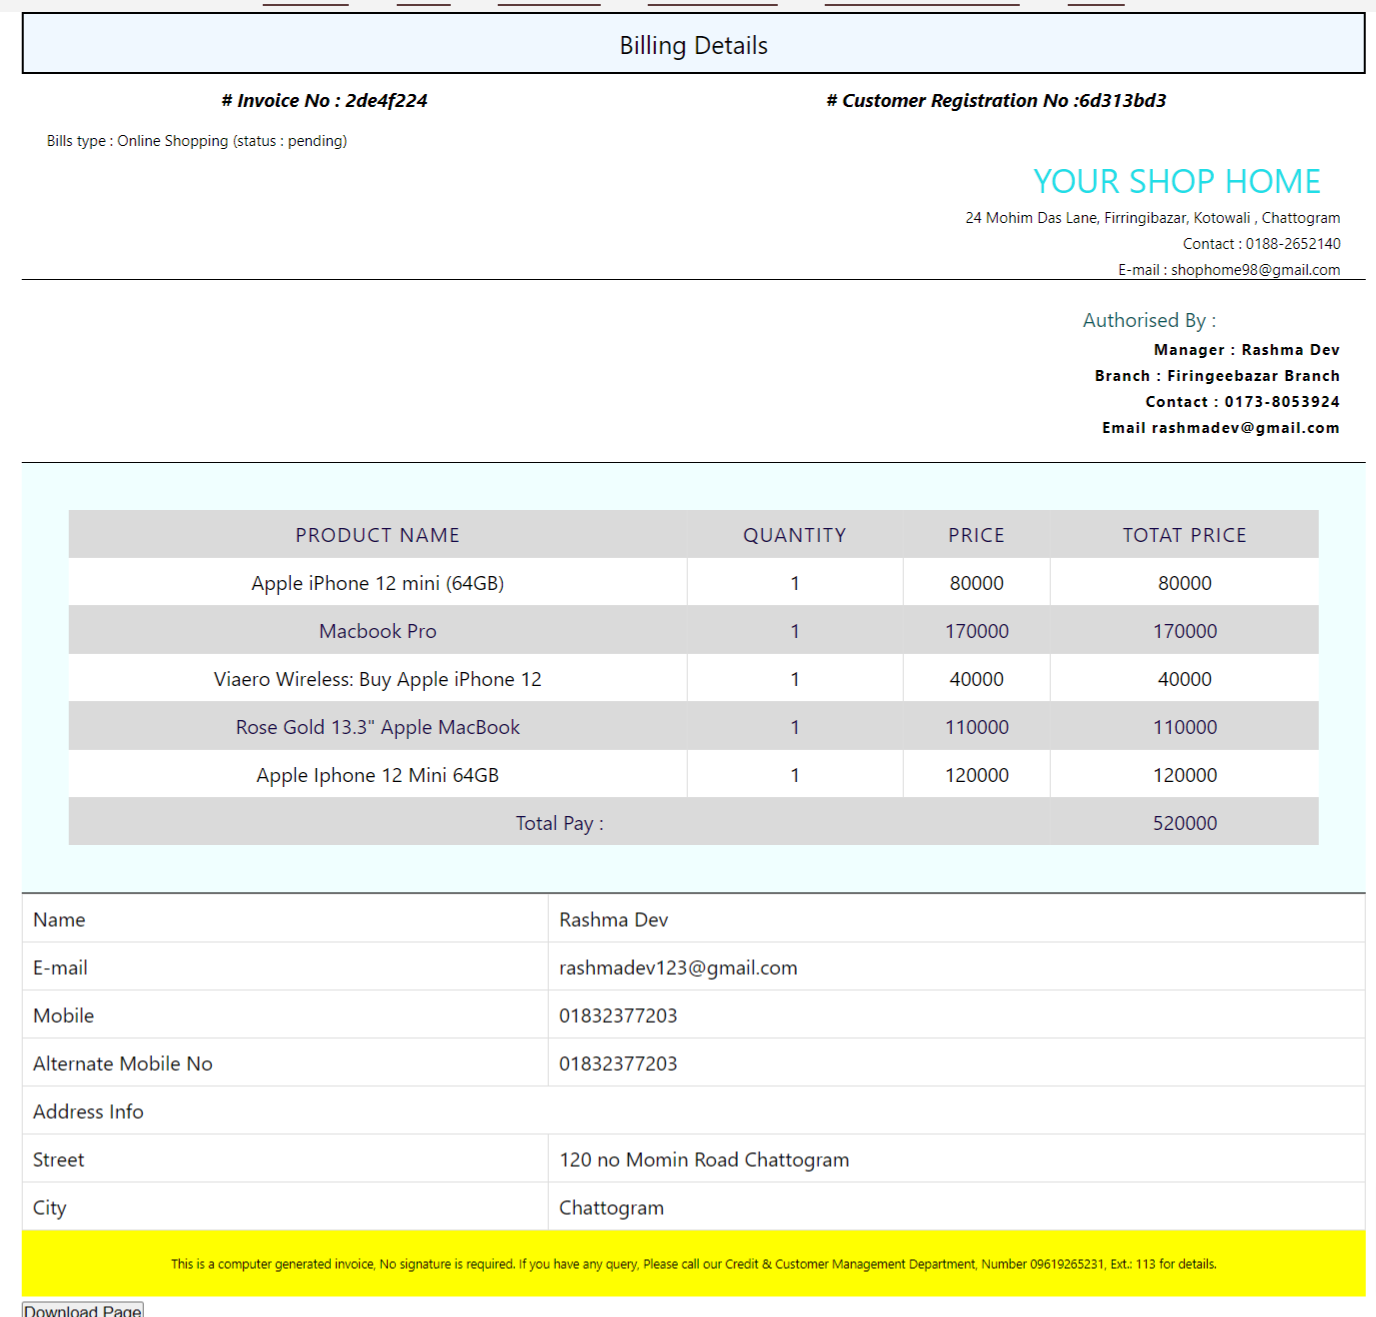 Billing Details
# Invoice No : 2de4f224 # Customer Registration No :6d313bd3
Bills type : Online Shopping (status : pending)
YOUR SHOP HOME
24 Mohim Das Lane, Firringibazar, Kotowali , Chattogram
Contact : 0188-2652140
E-mail : shophome98@gmail.com
Authorised By :
Manager : Rashma Dev
Branch : Firingeebazar Branch
Contact : 0173-8053924
Email rashmadev@gmail.com
PRODUCT NAME QUANTITY PRICE TOTAT PRICE
Apple iPhone 12 mini (64GB) 1 80000 80000
Macbook Pro 1 170000 170000
Viaero Wireless: Buy Apple iPhone 12 1 40000 40000
Rose Gold 13.3" Apple MacBook 1 110000 110000
Apple Iphone 12 Mini 64GB 1 120000 120000
Total Pay : 520000
Name Rashma Dev
E-mail rashmadev123@gmail.com
Mobile 01832377203
Alternate Mobile No 01832377203
Address Info
Street 120 no Momin Road Chattogram
City Chattogram
This is a computer generated invoice, No signature is required. If you have any query, Please call our Credit & Customer Management Department, Number 09619265231, Ext.: 113 for details.
Download Page